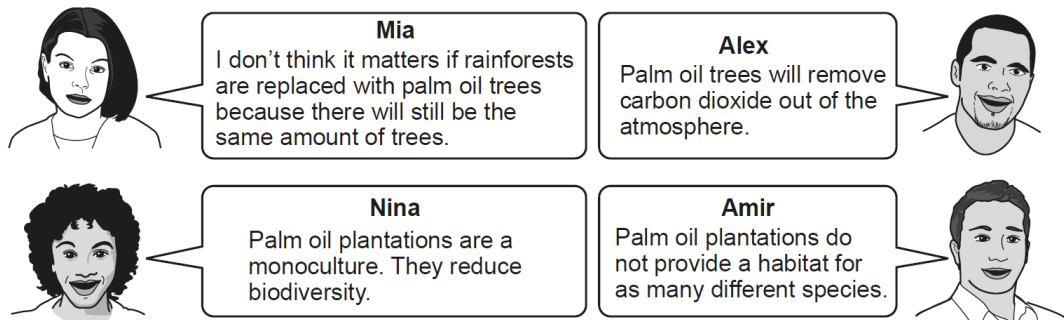 Mia
I don't think it matters if rainforests
are replaced with palm oil trees
because there will still be the
same amount of trees.
Alex
Palm oil trees will remove
carbon dioxide out of the
atmosphere.
Nina
Palm oil plantations are a
monoculture. They reduce
biodiversity.
Amir
Palm oil plantations do
not provide a habitat for
as many different species.